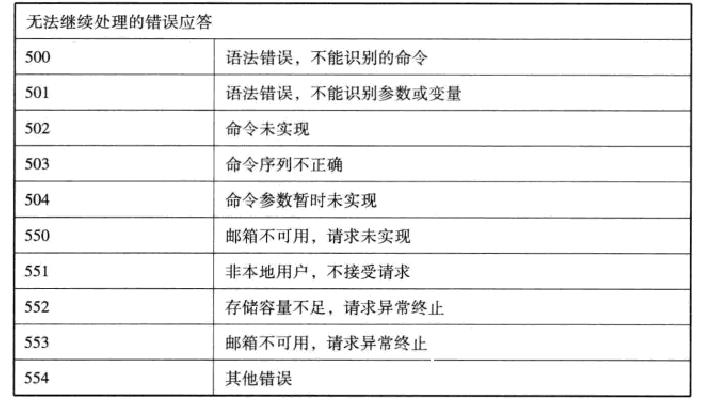 无法继续处理的错误应答
500 语法错误，不能识别的命令
501 语法错误，不能识别参数或变量
502 命令未实现
503 命令序列不正确
504 命令参数暂时未实现
550 邮箱不可用，请求未实现
551 非本地用户，不接受请求
552 存储容量不足，请求异常终止
553 邮箱不可用，请求异常终止
554 其他错误